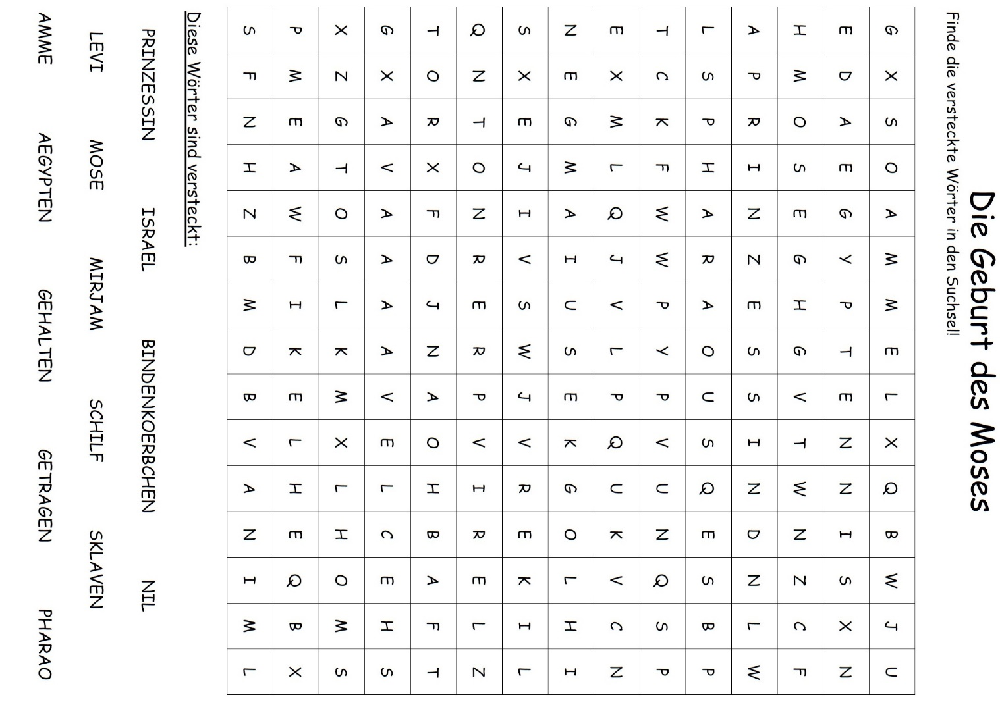 Die Geburt des Moses
Finde die versteckte Wörter in den Suchsel!
G X S O A M M E L X Q B W J U
E D A E G Y P T E N N I S X N
H M O S E G H G V T W N Z C F
A P R I N Z E S S I N D N L W
L S P H A R A O U S Q E S B P
T C K F W W P Y P V U N Q S P
E X M L Q J V L P Q U K V C N
N E G M A I U S E K G O L H I
S X E J I V S W J V R E K I L
Q N T O N R E R P V I R E L Z
T O R X F D J N A O H B A F T
G X A V A A A A V E L C E H S
X Z G T O S L K M X L H O M S
P M E A W F I K E L H E Q B X
S F N H Z B M D B V A N I M L
Diese Wörter sind versteckt:
PRINZESSIN ISRAEL BINDENKOERBCHEN NIL
LEVI MOSE MIRJAM SCHILF SKLAVEN
AMME AEGYPTEN GEHALTEN GETRAGEN PHARAO